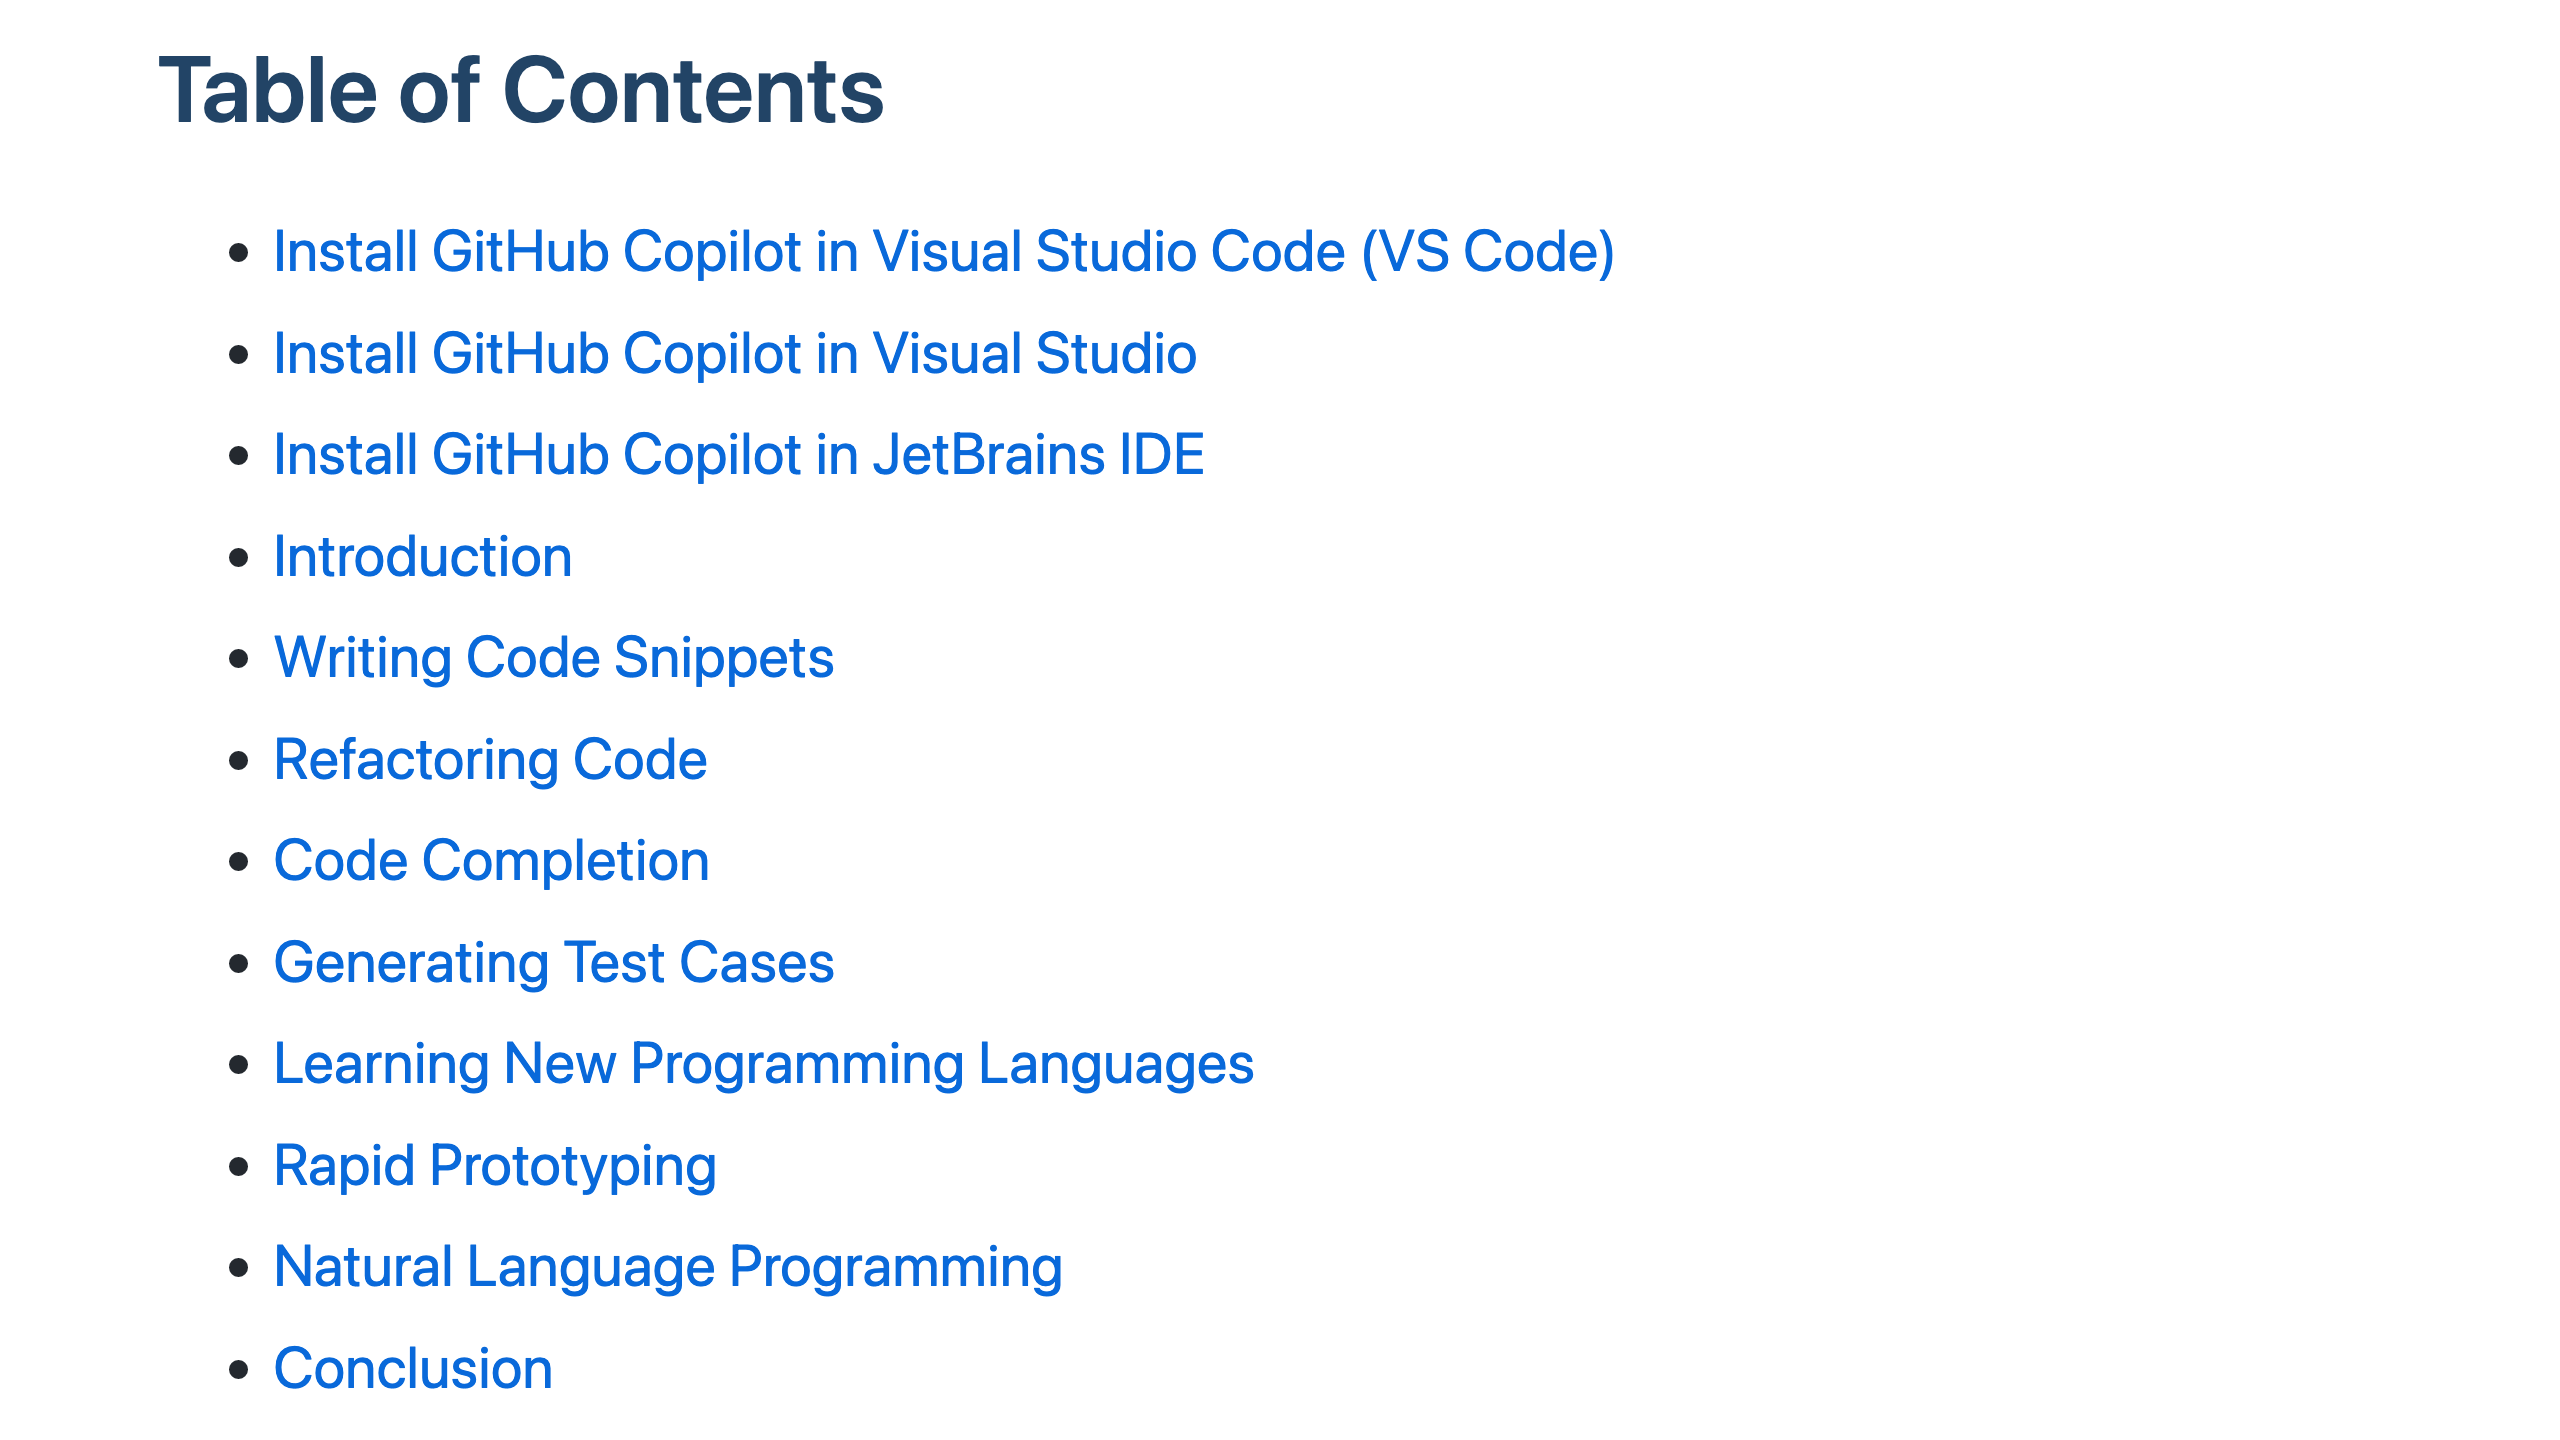 Table of Contents
Install GitHub Copilot in Visual Studio Code (VS Code)
Install GitHub Copilot in Visual Studio
Install GitHub Copilot in JetBrains IDE
Introduction
Writing Code Snippets
Refactoring Code
Code Completion
Generating Test Cases
Learning New Programming Languages
Rapid Prototyping
Natural Language Programming
Conclusion